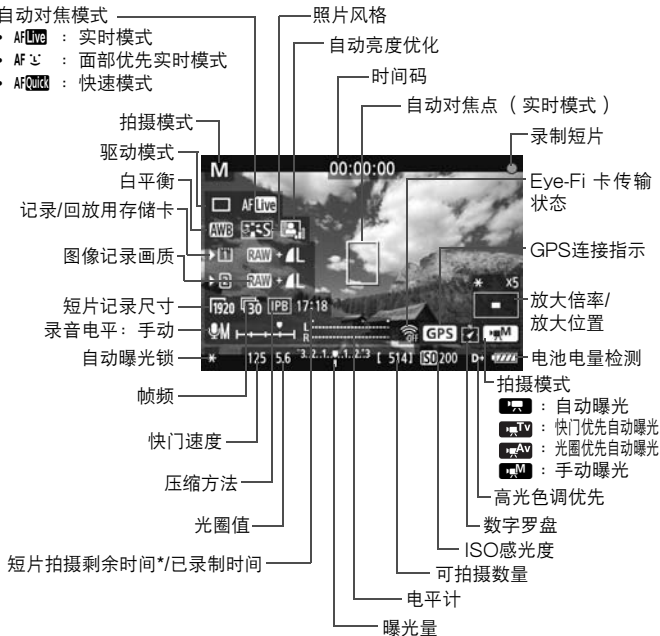 自动对焦模式
• AF Live : 实时模式
• AF : 面部优先实时模式
• AF Quick : 快速模式
照片风格
自动亮度优化
时间码
自动对焦点（实时模式）
录制短片
拍摄模式
驱动模式
白平衡
记录/回放用存储卡
图像记录画质
短片记录尺寸
录音电平：手动
自动曝光锁
M 00:00:00
AF Live
AWB S
1 RAW+L
2 RAW+L
x5
1920 30 IPB 17:18
M L R OFF GPS M
125 5.6 3..2..1..1..2..3 [ 514] ISO 200 D+
Eye-Fi 卡传输
状态
GPS连接指示
放大倍率/
放大位置
电池电量检测
拍摄模式
: 自动曝光
Tv : 快门优先自动曝光
Av : 光圈优先自动曝光
M : 手动曝光
帧频
快门速度
压缩方法
光圈值
短片拍摄剩余时间*/已录制时间
高光色调优先
数字罗盘
ISO感光度
可拍摄数量
电平计
曝光量